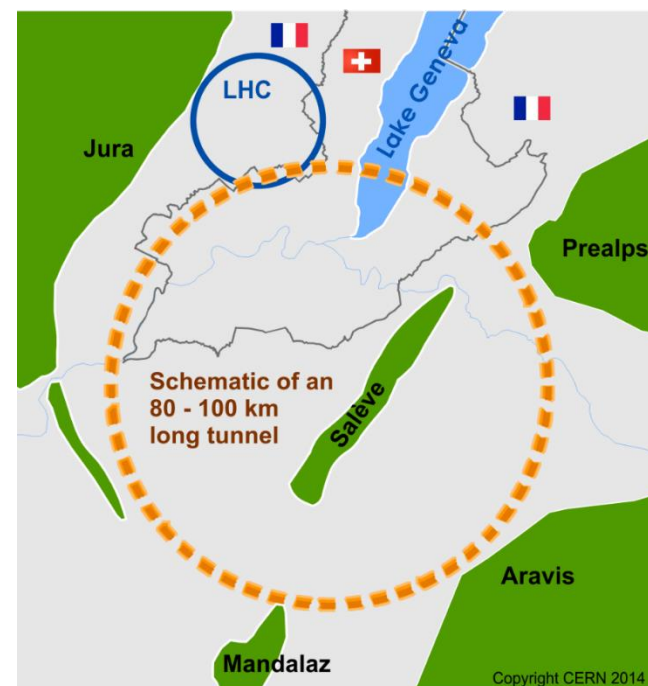 LHC
Lake Geneva
Jura
Prealps
Schematic of an
80 - 100 km
long tunnel
Salève
Aravis
Mandalaz
Copyright CERN 2014